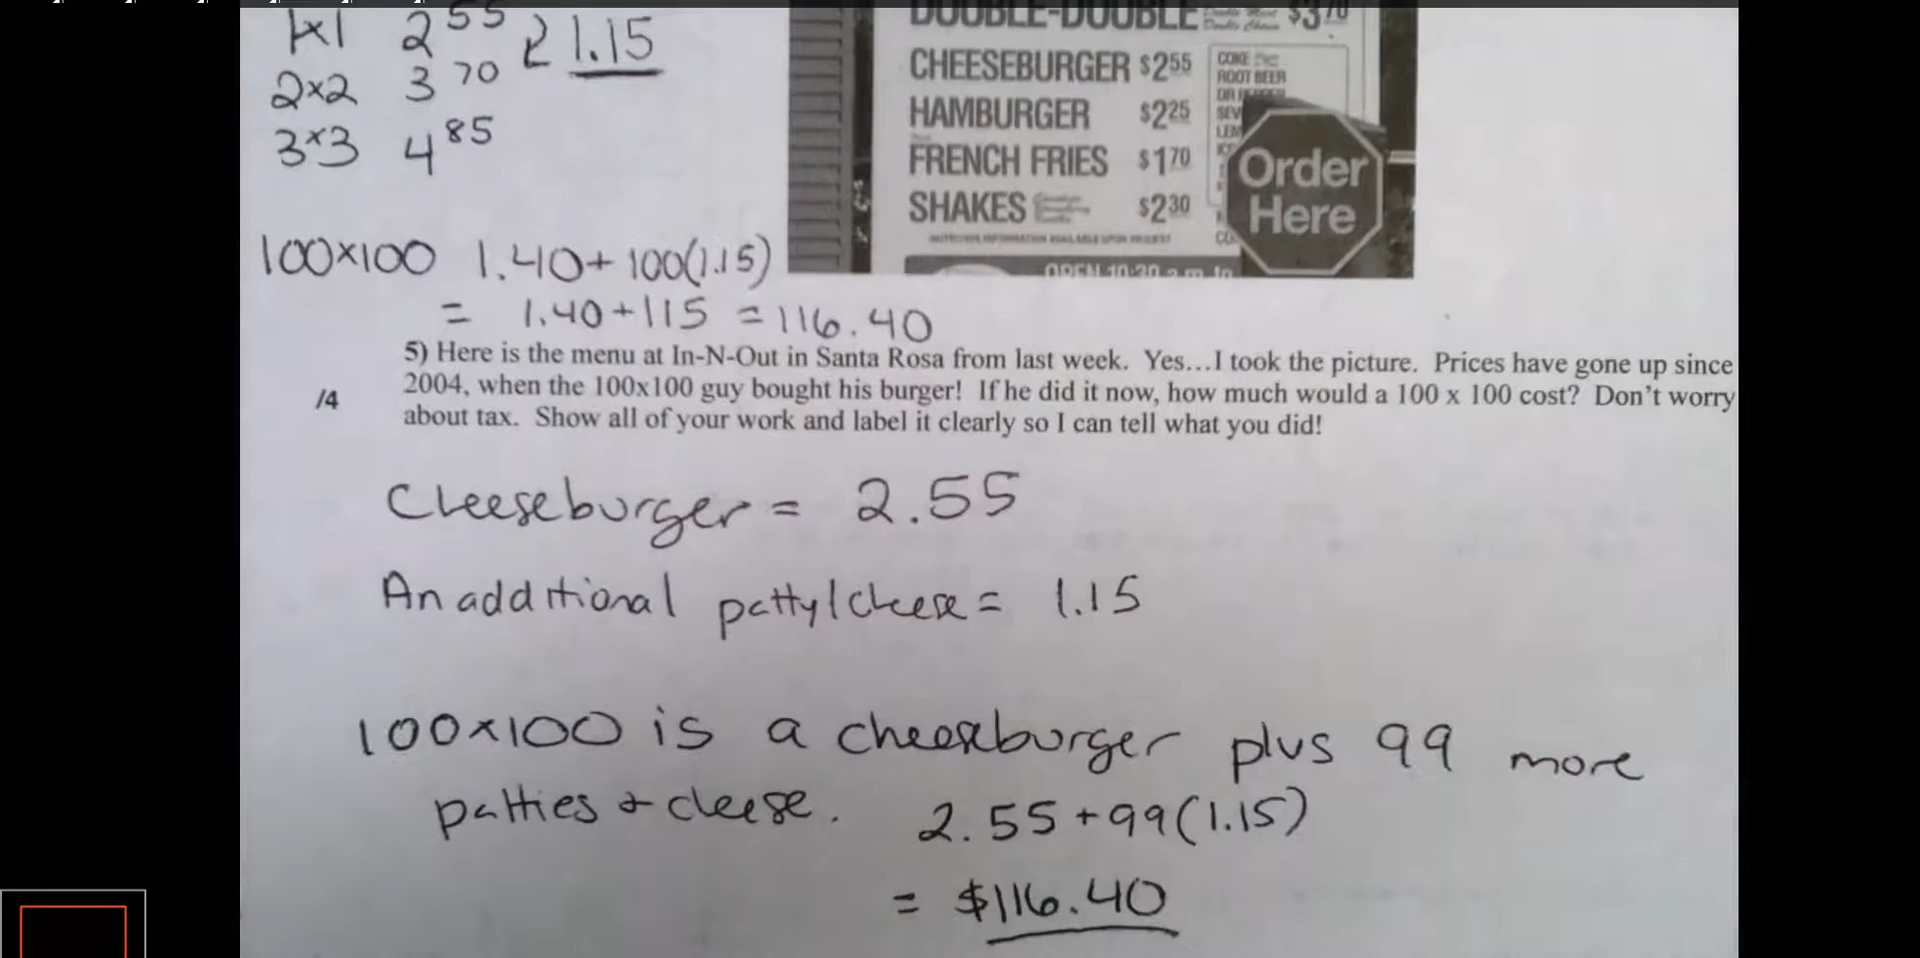 1x1 2 55 > 1.15
2x2 3 70
3x3 4 85
DOUBLE-DOUBLE $3 70
CHEESEBURGER $2 55
HAMBURGER $2 25
FRENCH FRIES $1 70
SHAKES $2 30
COKE
ROOT BEER
Order
Here
OPEN 10:30 a.m. to
100x100 1.40+100(1.15)
= 1.40+115 = 116.40
5) Here is the menu at In-N-Out in Santa Rosa from last week. Yes…I took the picture. Prices have gone up since
/4 2004, when the 100x100 guy bought his burger! If he did it now, how much would a 100 x 100 cost? Don't worry
about tax. Show all of your work and label it clearly so I can tell what you did!
Cheeseburger = 2.55
An additional patty/cheese = 1.15
100x100 is a cheeseburger plus 99 more
patties + cheese. 2.55+99(1.15)
= $116.40